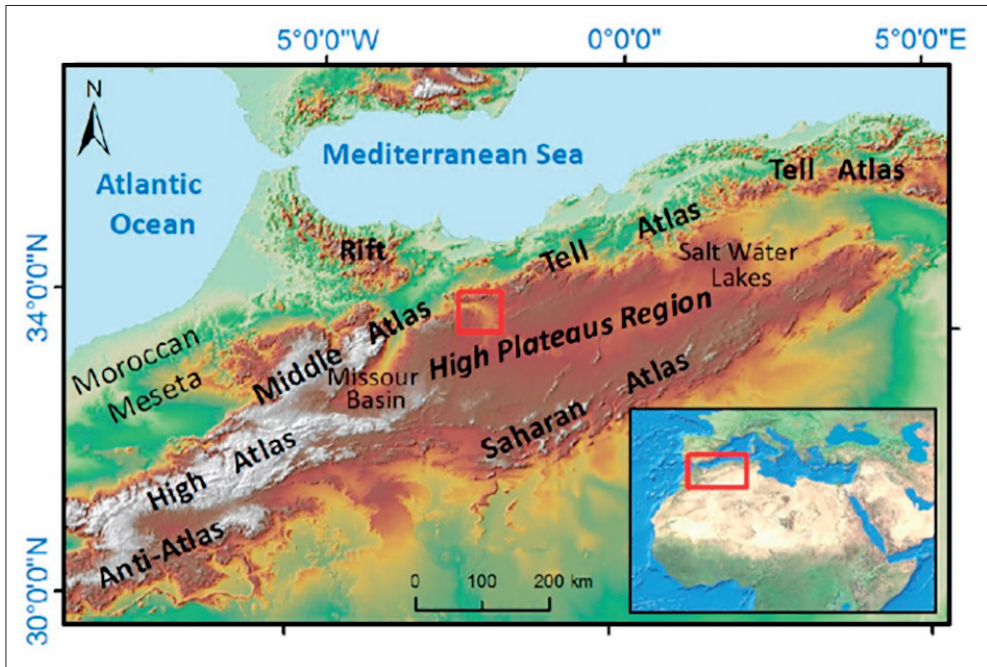 5°0'0"W 0°0'0" 5°0'0"E
N
Mediterranean Sea
Atlantic
Ocean
Tell Atlas
Rift
Tell Atlas
Salt Water
Lakes
34°0'0"N
Middle Atlas
High Plateaus Region
Moroccan
Meseta
Missour
Basin
Saharan Atlas
High Atlas
Anti-Atlas
0 100 200 km
30°0'0"N